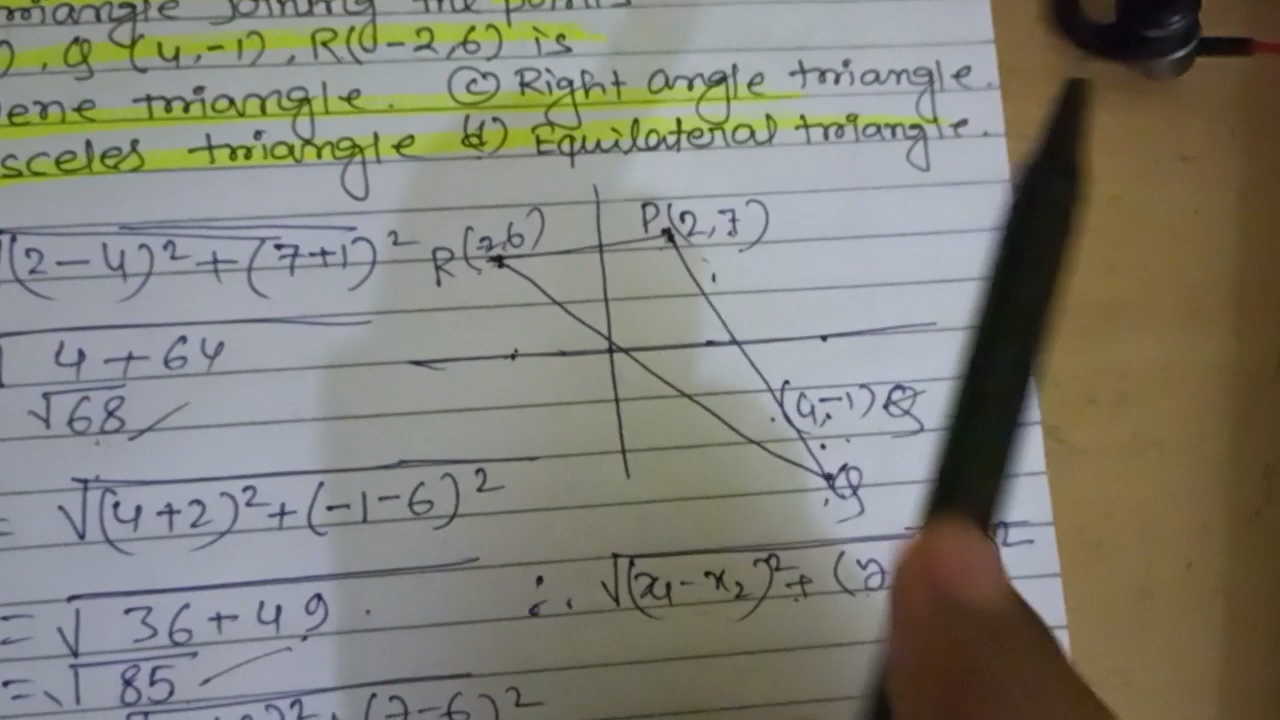 triangle joining the points
), Q (4,-1), R(-2,6) is
ene triangle. (c) Right angle triangle.
sceles triangle d) Equilateral triangle.
√(2-4)²+(7+1)²
R(-2,6)
P(2,7)
√4+64
√68
(4,-1) Q
Q
= √(4+2)²+(-1-6)²
∴ √(x₁-x₂)²+(y
2
= √36+49.
= √85
)²+(7-6)²